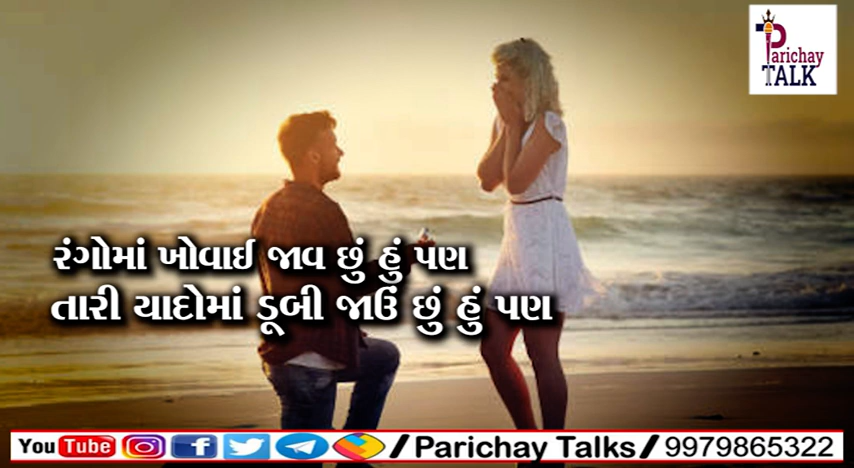 Parichay
TALK
રંગોમાં ખોવાઈ જાવ છું હું પણ
તારી યાદોમાં ડૂબી જાઉં છું હું પણ
You Tube / Parichay Talks / 9979865322